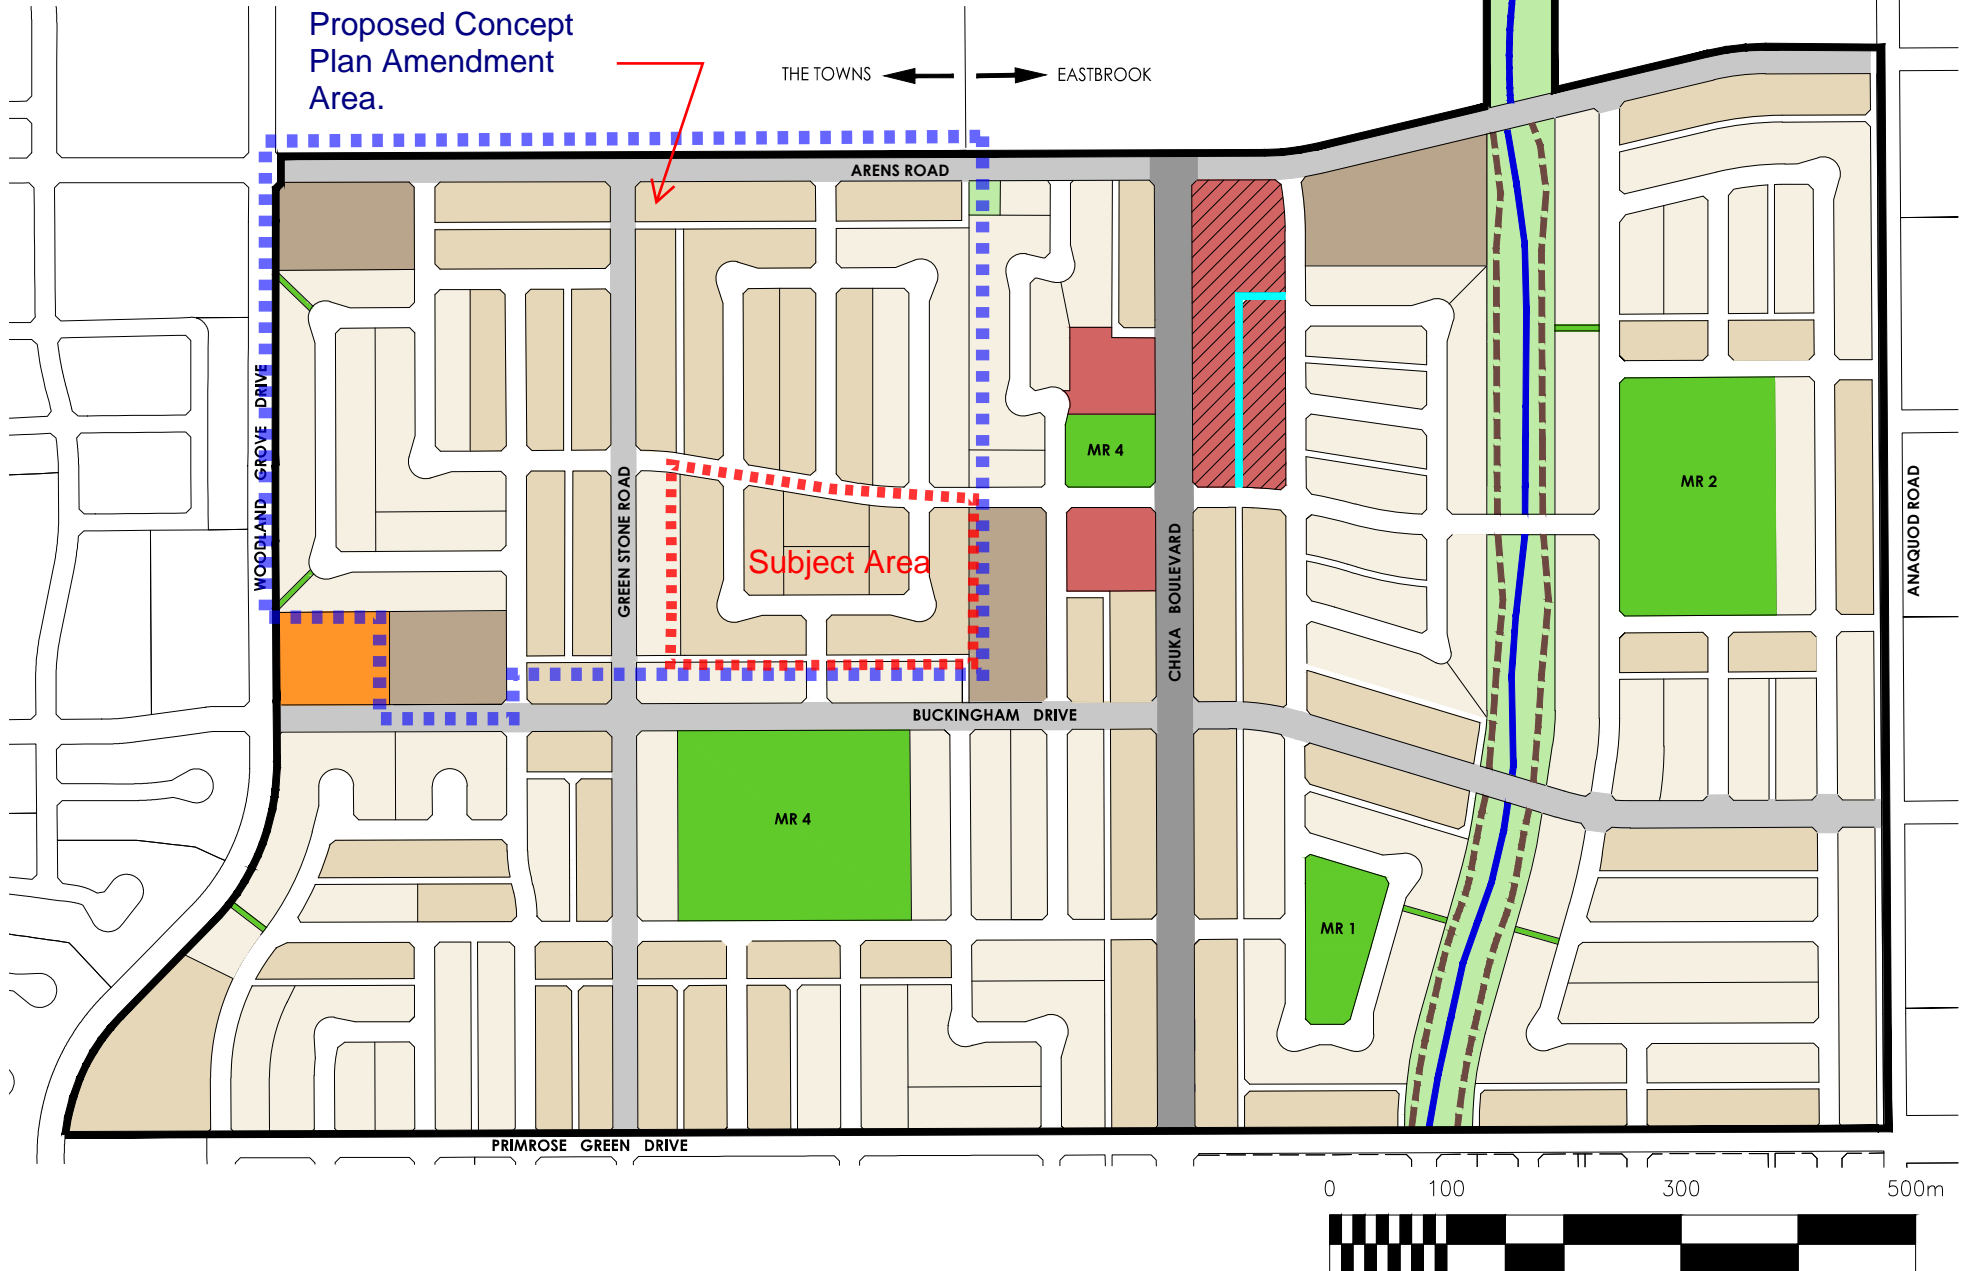 Proposed Concept
Plan Amendment
Area.
THE TOWNS
EASTBROOK
ARENS ROAD
WOODLAND GROVE DRIVE
GREEN STONE ROAD
MR 4
MR 2
CHUKA BOULEVARD
ANAQUOD ROAD
Subject Area
BUCKINGHAM DRIVE
MR 4
MR 1
PRIMROSE GREEN DRIVE
0 100 300 500m